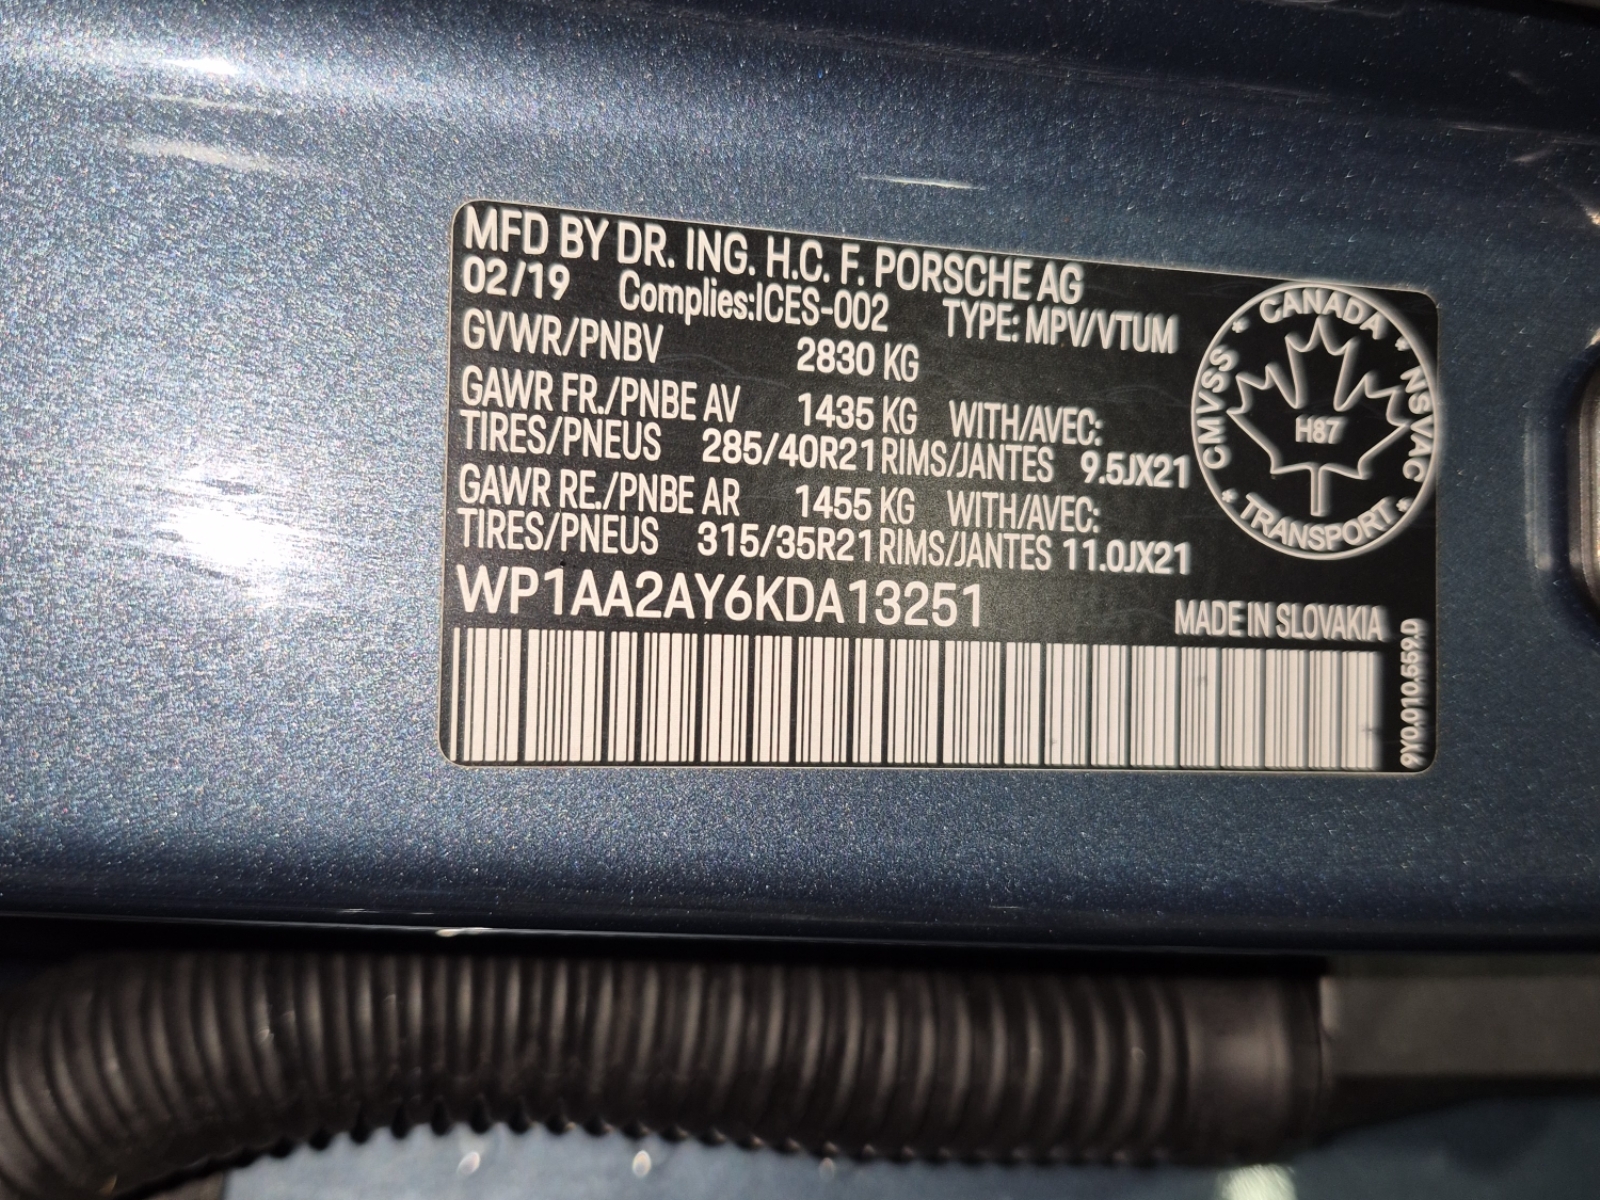 MFD BY DR. ING. H.C. F. PORSCHE AG
02/19 Complies:ICES-002 TYPE: MPV/VTUM
GVWR/PNBV 2830 KG
GAWR FR./PNBE AV 1435 KG WITH/AVEC:
TIRES/PNEUS 285/40R21 RIMS/JANTES 9.5JX21
GAWR RE./PNBE AR 1455 KG WITH/AVEC:
TIRES/PNEUS 315/35R21 RIMS/JANTES 11.0JX21
WP1AA2AY6KDA13251
MADE IN SLOVAKIA
CANADA
CMVSS * * NSVAC
H87
* TRANSPORT *
9Y0.010.559.D